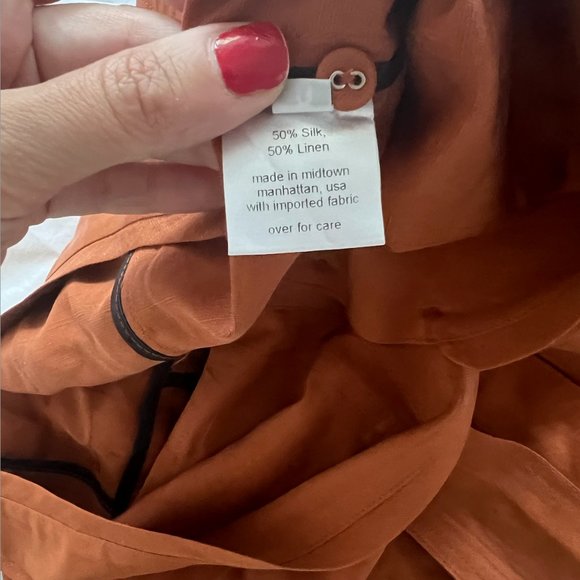 50% Silk,
50% Linen
made in midtown
manhattan, usa
with imported fabric
over for care